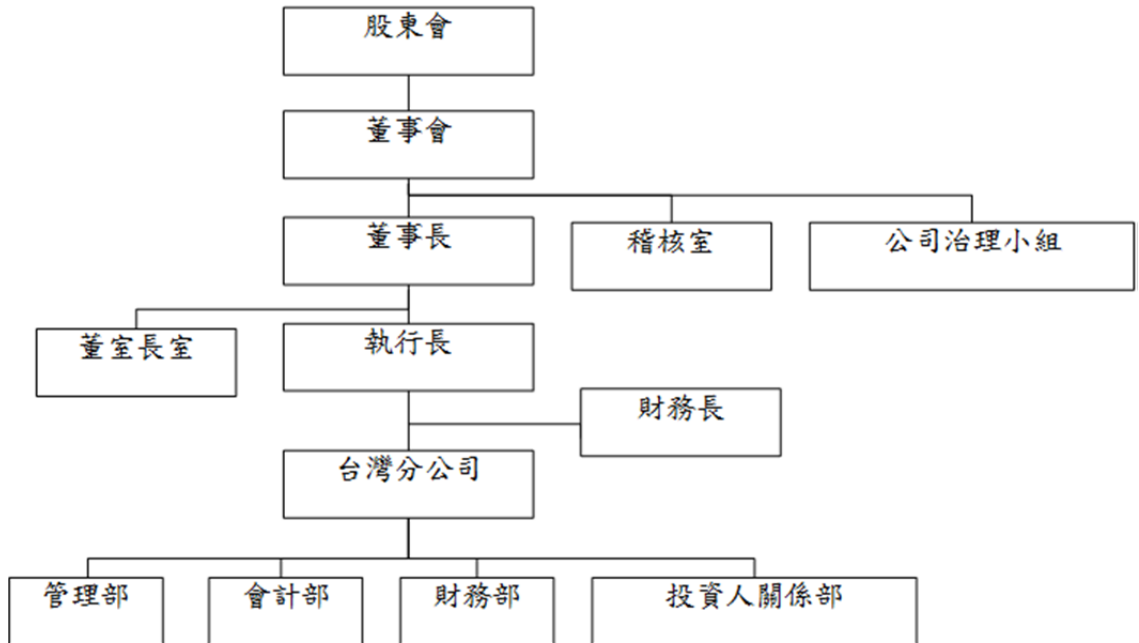 股東會
董事會
董事長
稽核室
公司治理小組
董室長室
執行長
財務長
台灣分公司
管理部
會計部
財務部
投資人關係部